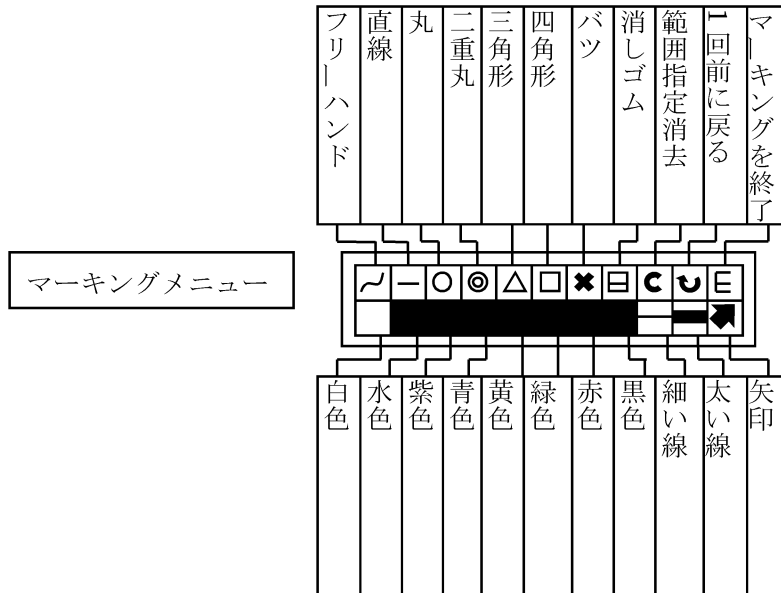 フリーハンド
直線
丸
二重丸
三角形
四角形
バツ
消しゴム
範囲指定消去
1回前に戻る
マーキングを終了
マーキングメニュー
C
E
白色
水色
紫色
青色
黄色
緑色
赤色
黒色
細い線
太い線
矢印